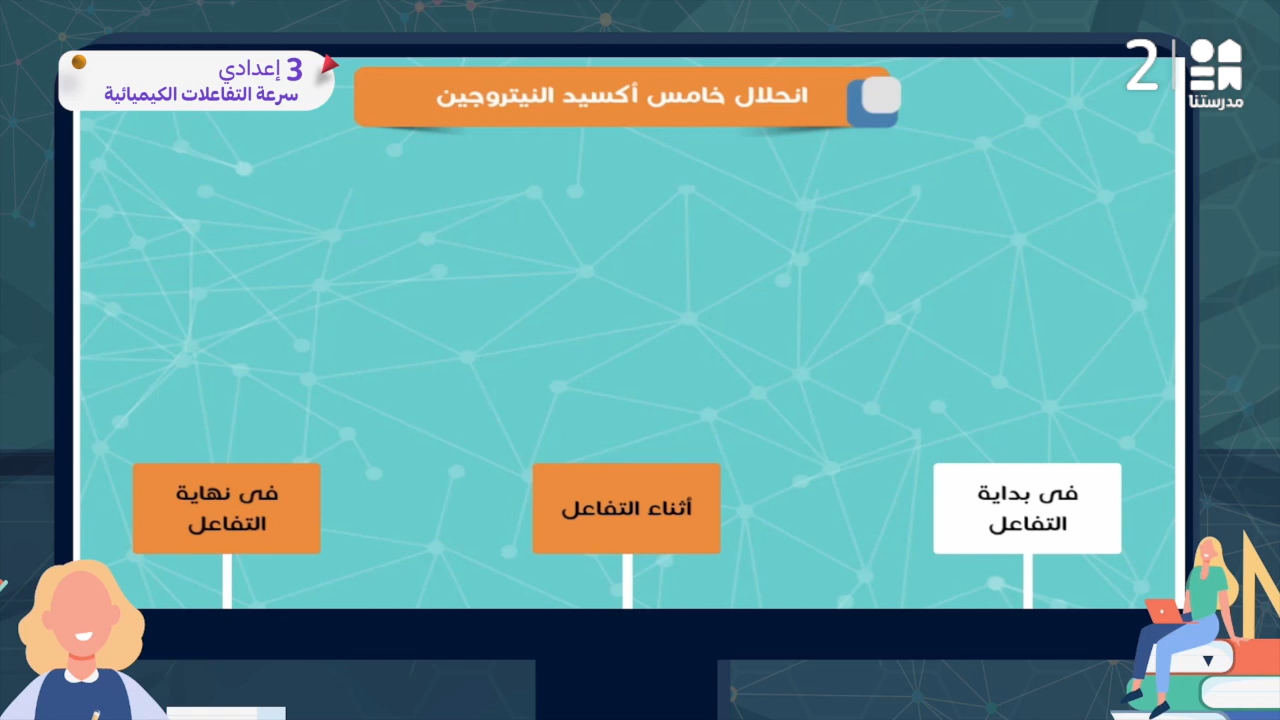 3 إعدادي
سرعة التفاعلات الكيميائية
2
مدرستنا
انحلال خامس أكسيد النيتروجين
فى بداية
التفاعل
أثناء التفاعل
فى نهاية
التفاعل